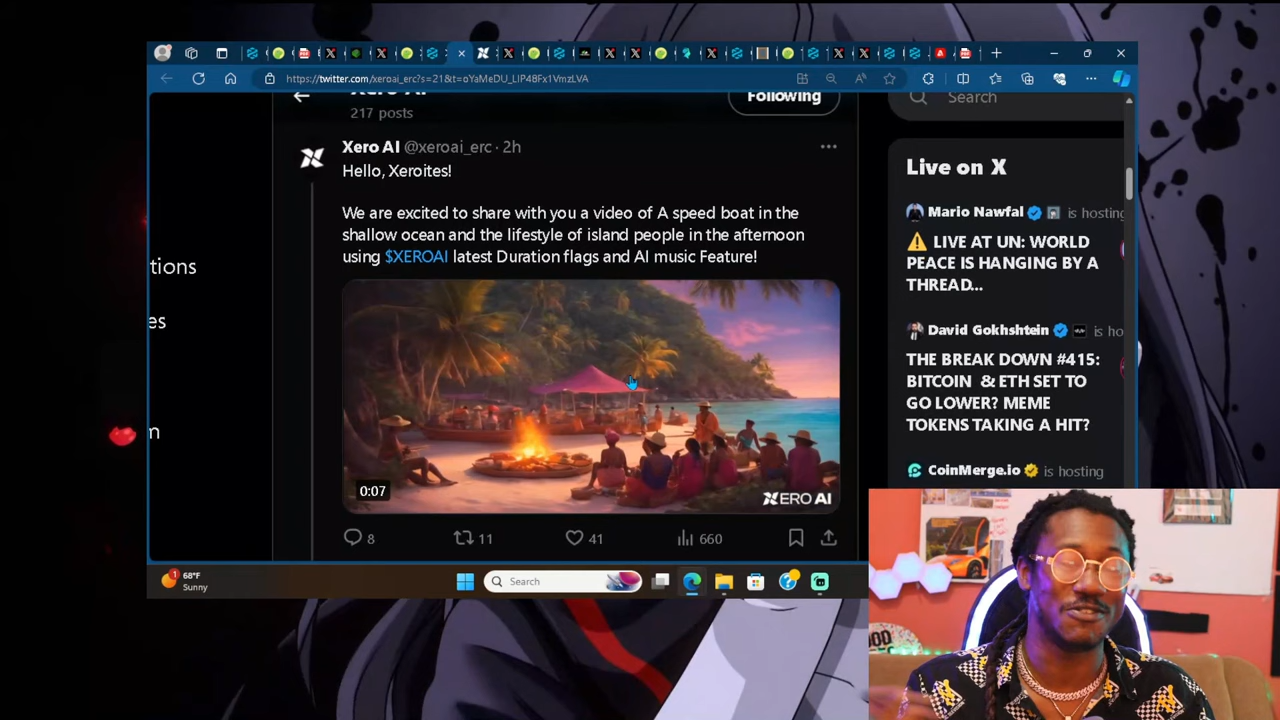 https://twitter.com/xeroai_erc?s=21&t=oYaMeDU_LIP4BFx1VmzLVA
Xero AI
217 posts
Following
Search
Xero AI @xeroai_erc · 2h
Hello, Xeroites!
We are excited to share with you a video of A speed boat in the
shallow ocean and the lifestyle of island people in the afternoon
using $XEROAI latest Duration flags and AI music Feature!
0:07
XERO AI
8
11
41
660
Live on X
Mario Nawfal is hosting
⚠️ LIVE AT UN: WORLD
PEACE IS HANGING BY A
THREAD...
David Gokhshtein is ho
THE BREAK DOWN #415:
BITCOIN & ETH SET TO
GO LOWER? MEME
TOKENS TAKING A HIT?
CoinMerge.io is hosting
tions
es
m
1
68°F
Sunny
Search